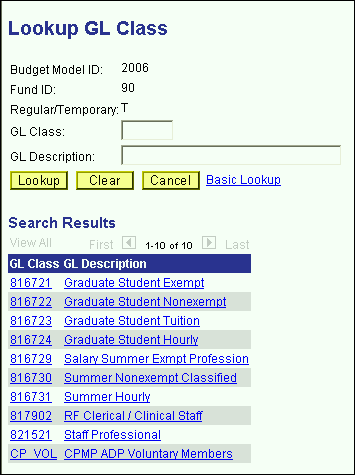 Lookup GL Class
Budget Model ID: 2006
Fund ID: 90
Regular/Temporary: T
GL Class:
GL Description:
Lookup Clear Cancel Basic Lookup
Search Results
View All First 1-10 of 10 Last
GL Class GL Description
816721 Graduate Student Exempt
816722 Graduate Student Nonexempt
816723 Graduate Student Tuition
816724 Graduate Student Hourly
816729 Salary Summer Exmpt Profession
816730 Summer Nonexempt Classified
816731 Summer Hourly
817902 RF Clerical / Clinical Staff
821521 Staff Professional
CP_VOL CPMP ADP Voluntary Members